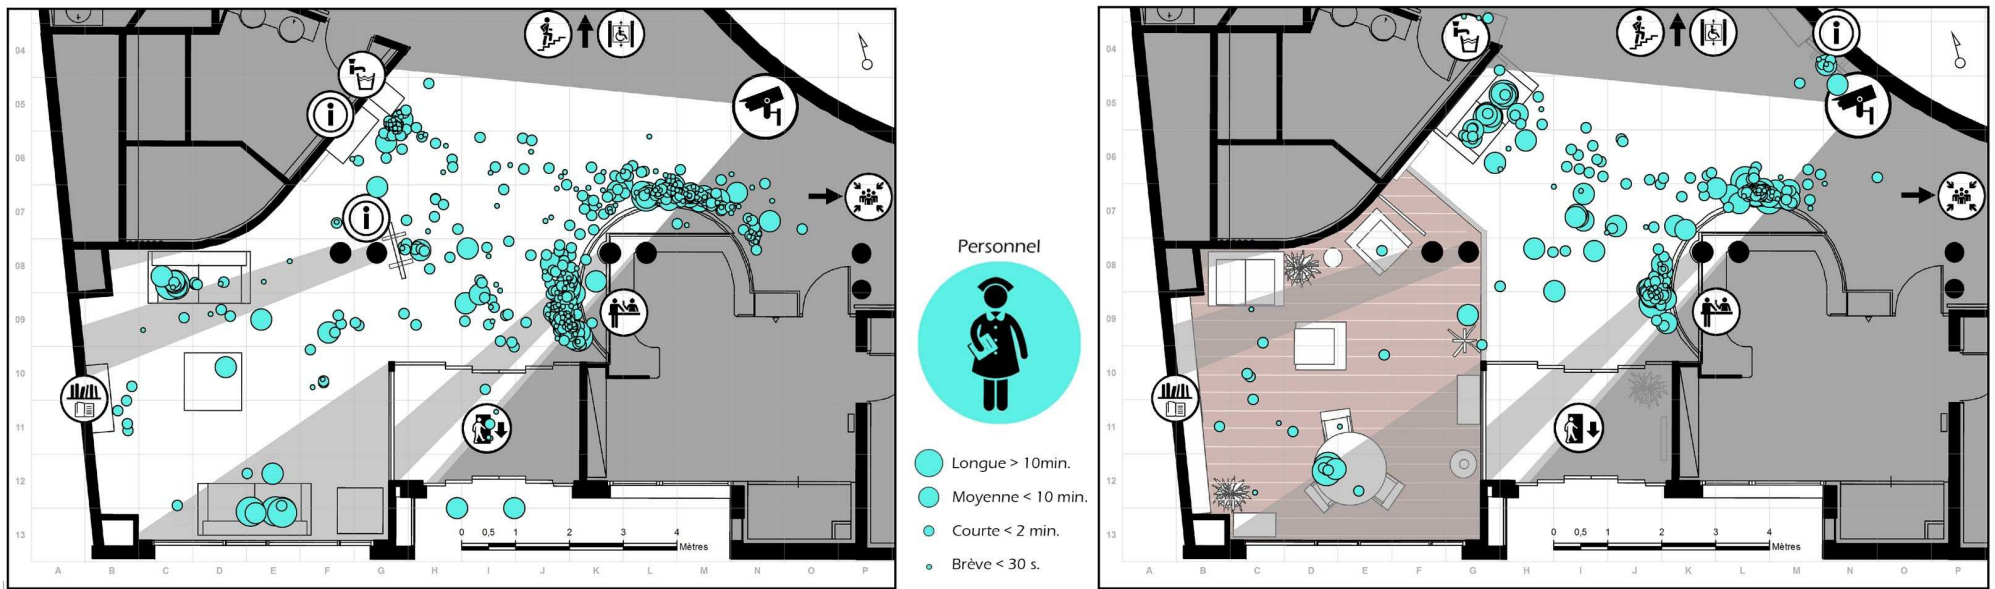 04
05
06
07
08
09
10
11
12
13
A B C D E F G H I J K L M N O P
0 0,5 1 2 3 4
Mètres
Personnel
Longue > 10min.
Moyenne < 10 min.
Courte < 2 min.
Brève < 30 s.
04
05
06
07
08
09
10
11
12
13
A B C D E F G H I J K L M N O P
0 0,5 1 2 3 4
Mètres